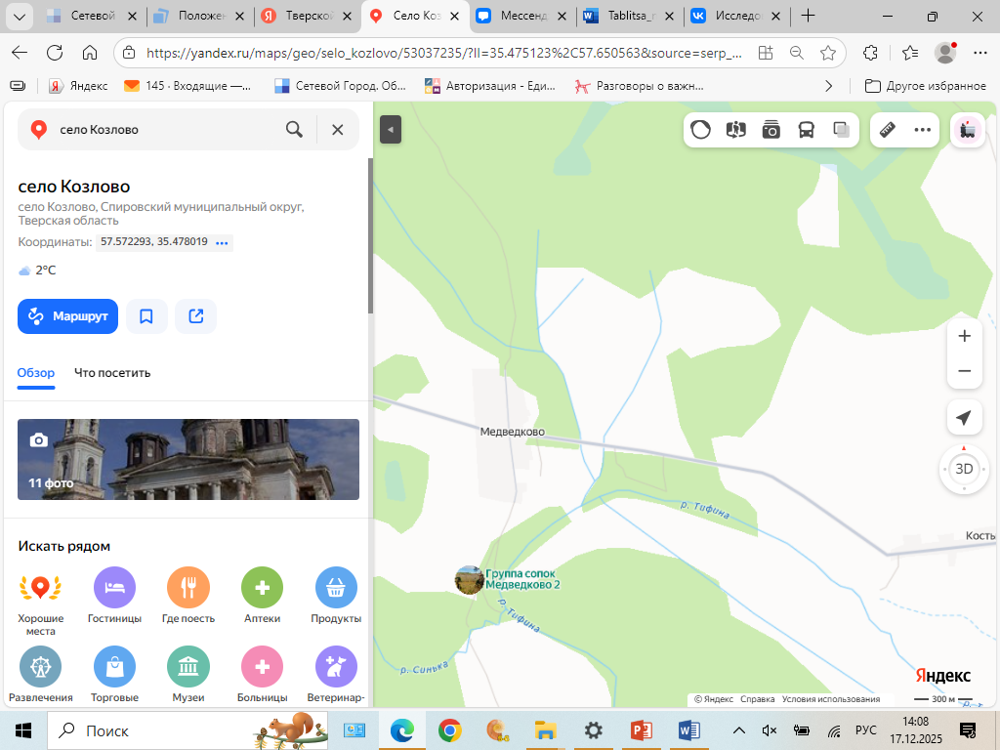 Сетевой
Положен
Тверской
Село Коз
Мессенд
Tablitsa_r
Исследо
https://yandex.ru/maps/geo/selo_kozlovo/53037235/?ll=35.475123%2C57.650563&source=serp_...
Яндекс
145 · Входящие —...
Сетевой Город. Об...
Авторизация - Еди...
Разговоры о важн...
Другое избранное
село Козлово
село Козлово
село Козлово, Спировский муниципальный округ,
Тверская область
Координаты: 57.572293, 35.478019
2°C
Маршрут
Обзор
Что посетить
11 фото
Искать рядом
Хорошие
места
Гостиницы
Где поесть
Аптеки
Продукты
Развлечения
Торговые
Музеи
Больницы
Ветеринар-
Медведково
р. Тифина
Кость
Группа сопок
Медведково 2
р. Тифина
р. Синька
3D
Яндекс
© Яндекс Справка Условия использования
300 м
р. Т
Поиск
РУС
14:08
17.12.2025